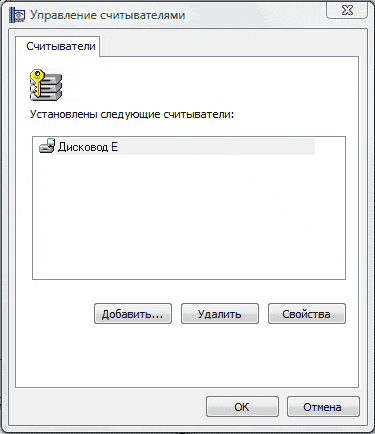 Управление считывателями
Считыватели
Установлены следующие считыватели:
Дисковод E
Добавить... Удалить Свойства
OK Отмена